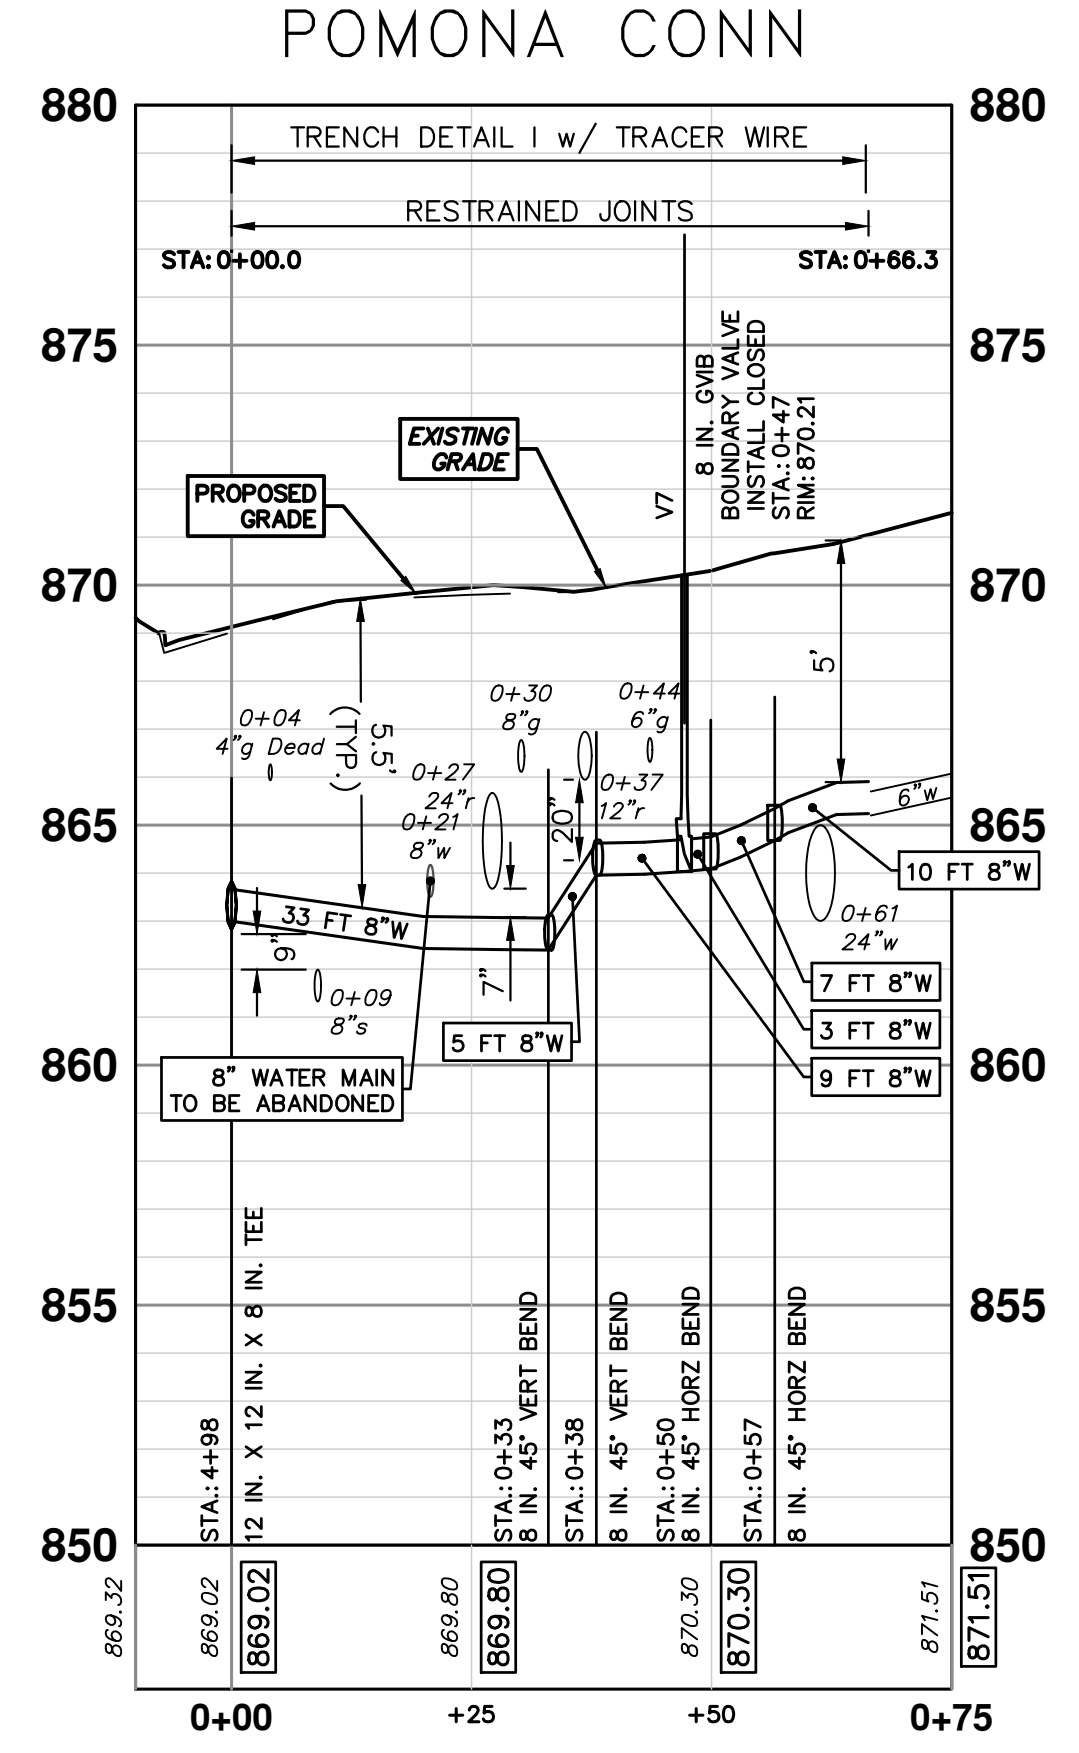 POMONA CONN
880
880
TRENCH DETAIL I w/ TRACER WIRE
RESTRAINED JOINTS
STA: 0+00.0
STA: 0+66.3
875
875
8 IN. GVIB
BOUNDARY VALVE
INSTALL CLOSED
STA.: 0+47
RIM: 870.21
V7
EXISTING
GRADE
PROPOSED
GRADE
870
870
5'
5.5'
(TYP.)
0+04
4"g Dead
0+30
8"g
0+44
6"g
0+27
24"r
0+21
8"w
20"
0+37
12"r
6"w
865
865
10 FT 8"W
33 FT 8"W
0+61
24"w
9"
7"
0+09
8"s
7 FT 8"W
3 FT 8"W
9 FT 8"W
5 FT 8"W
8" WATER MAIN
TO BE ABANDONED
860
860
855
855
STA.: 4+98
12 IN. X 12 IN. X 8 IN. TEE
STA.: 0+33
8 IN. 45° VERT BEND
STA.: 0+38
8 IN. 45° VERT BEND
STA.: 0+50
8 IN. 45° HORZ BEND
STA.: 0+57
8 IN. 45° HORZ BEND
850
850
869.32
869.02
869.02
869.80
869.80
870.30
870.30
871.51
871.51
0+00
+25
+50
0+75